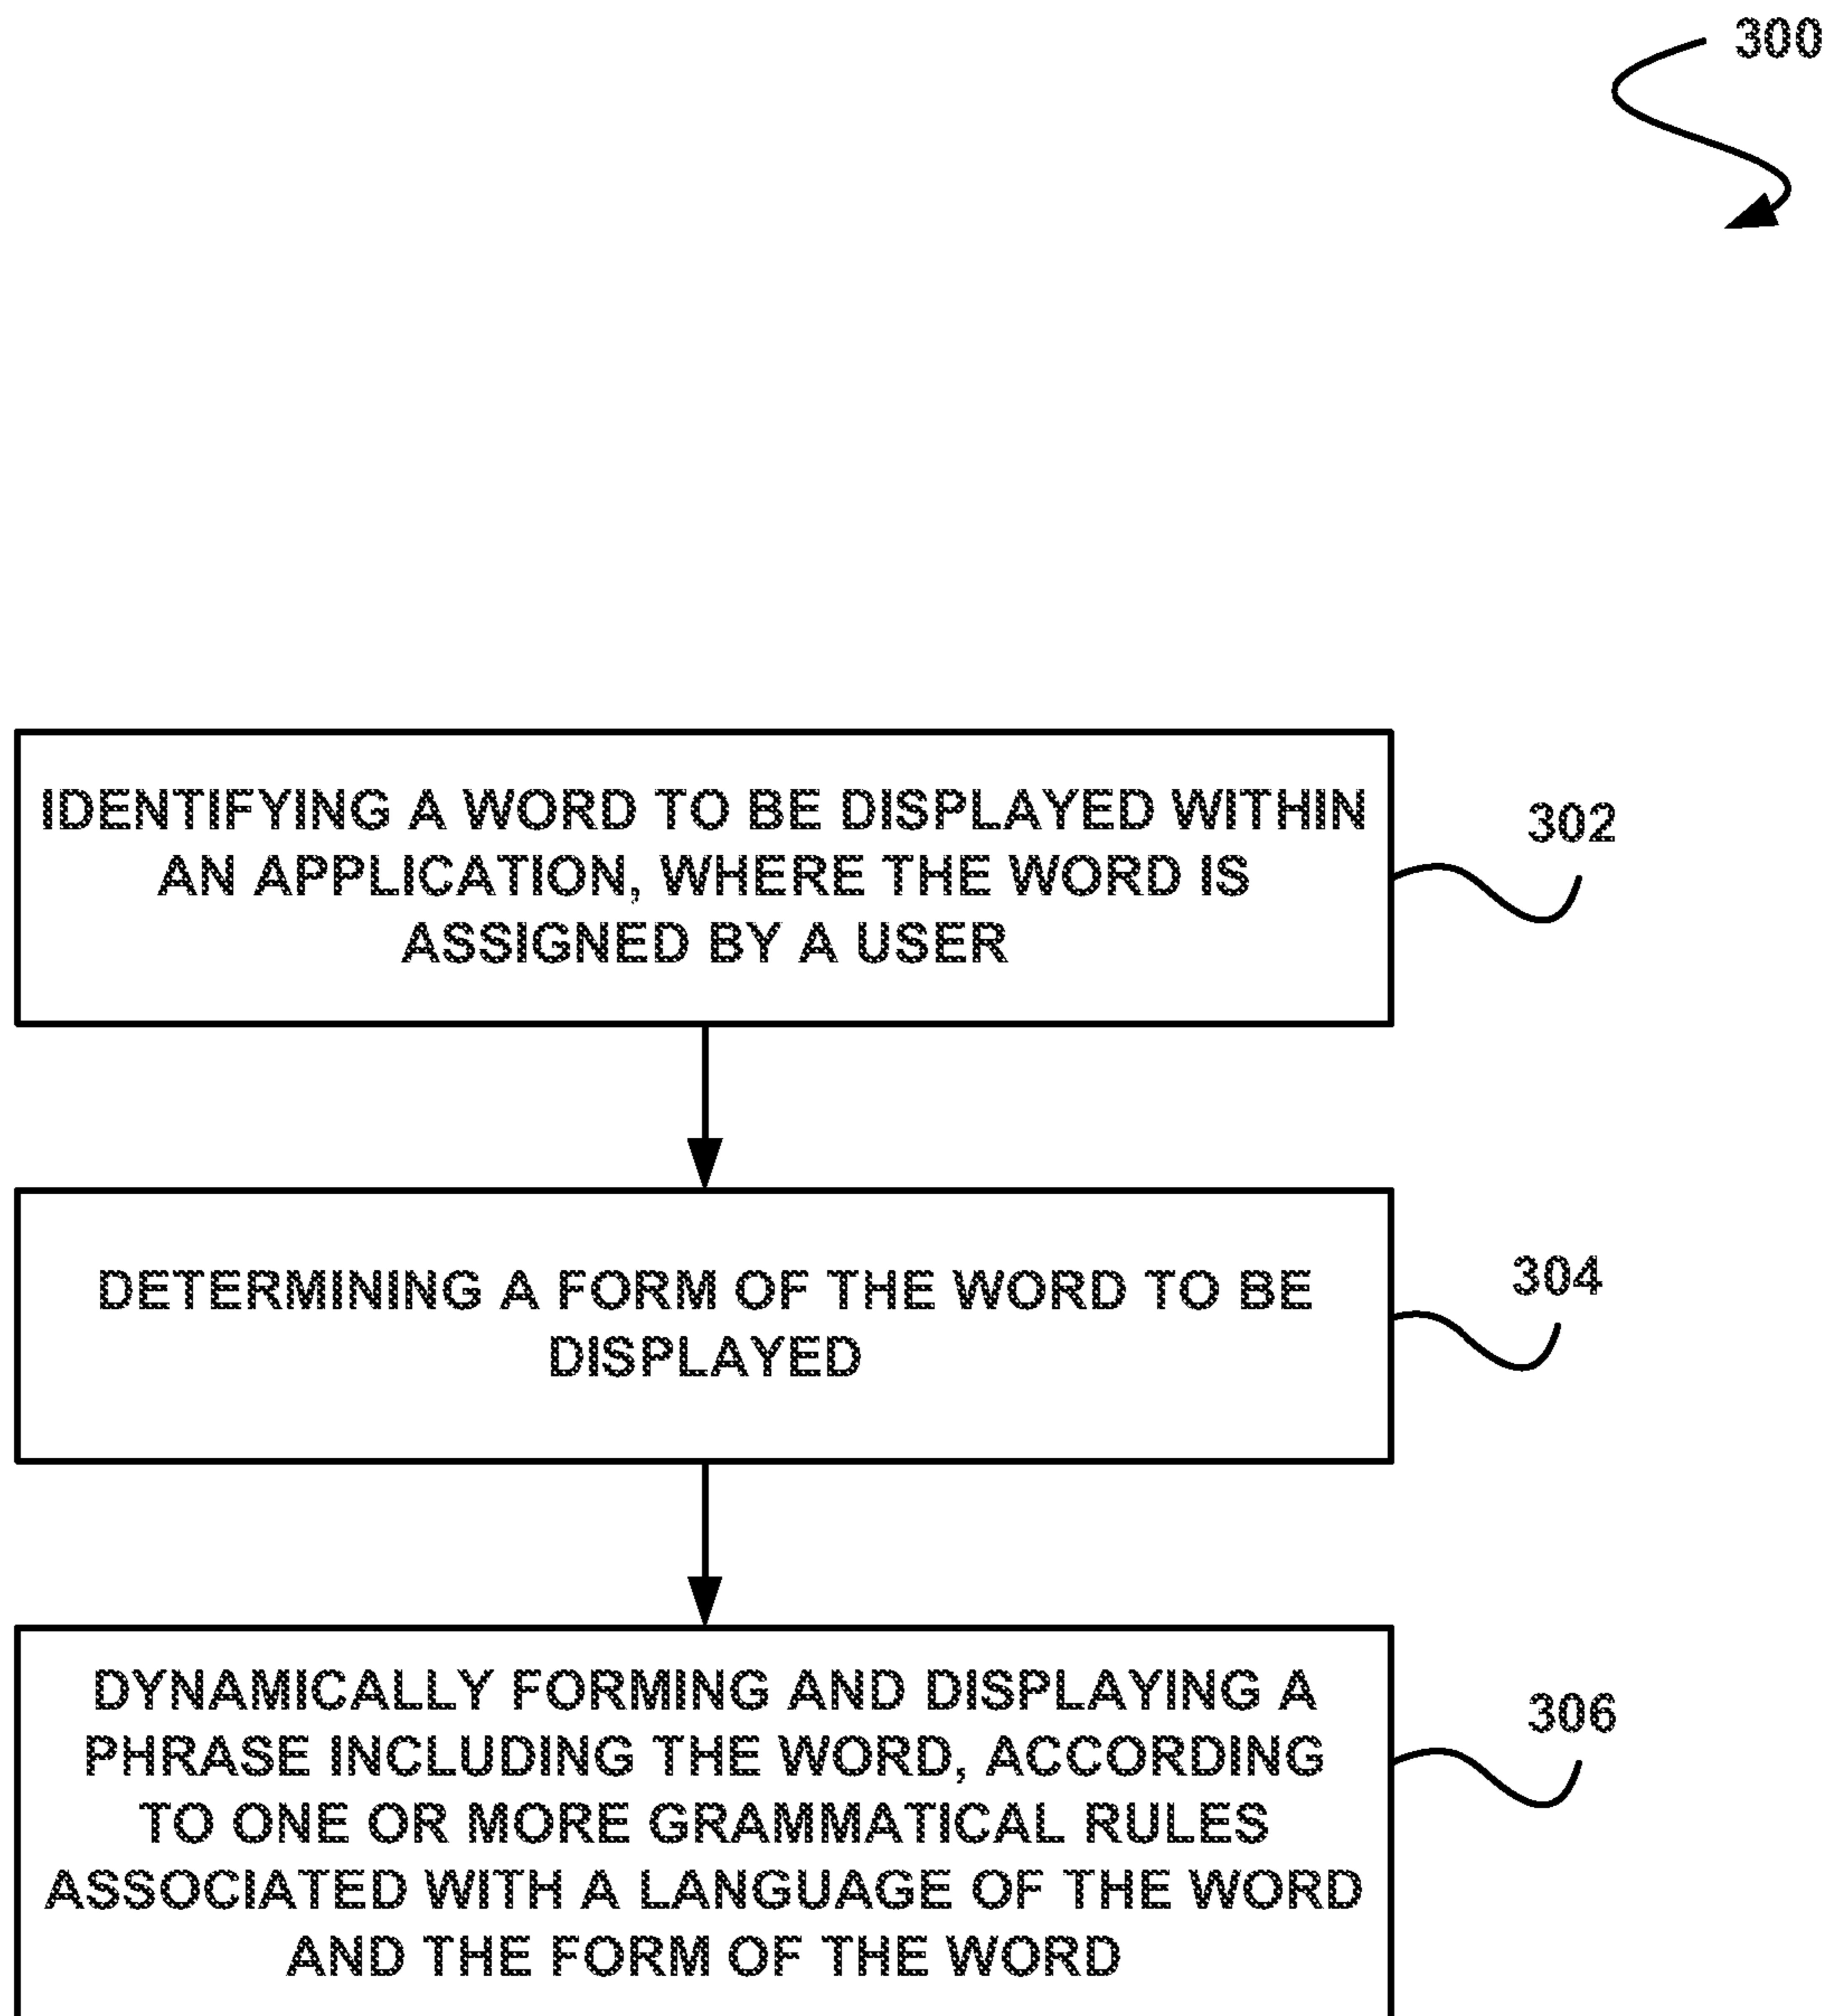 300
IDENTIFYING A WORD TO BE DISPLAYED WITHIN
AN APPLICATION, WHERE THE WORD IS
ASSIGNED BY A USER
302
DETERMINING A FORM OF THE WORD TO BE
DISPLAYED
304
DYNAMICALLY FORMING AND DISPLAYING A
PHRASE INCLUDING THE WORD, ACCORDING
TO ONE OR MORE GRAMMATICAL RULES
ASSOCIATED WITH A LANGUAGE OF THE WORD
AND THE FORM OF THE WORD
306